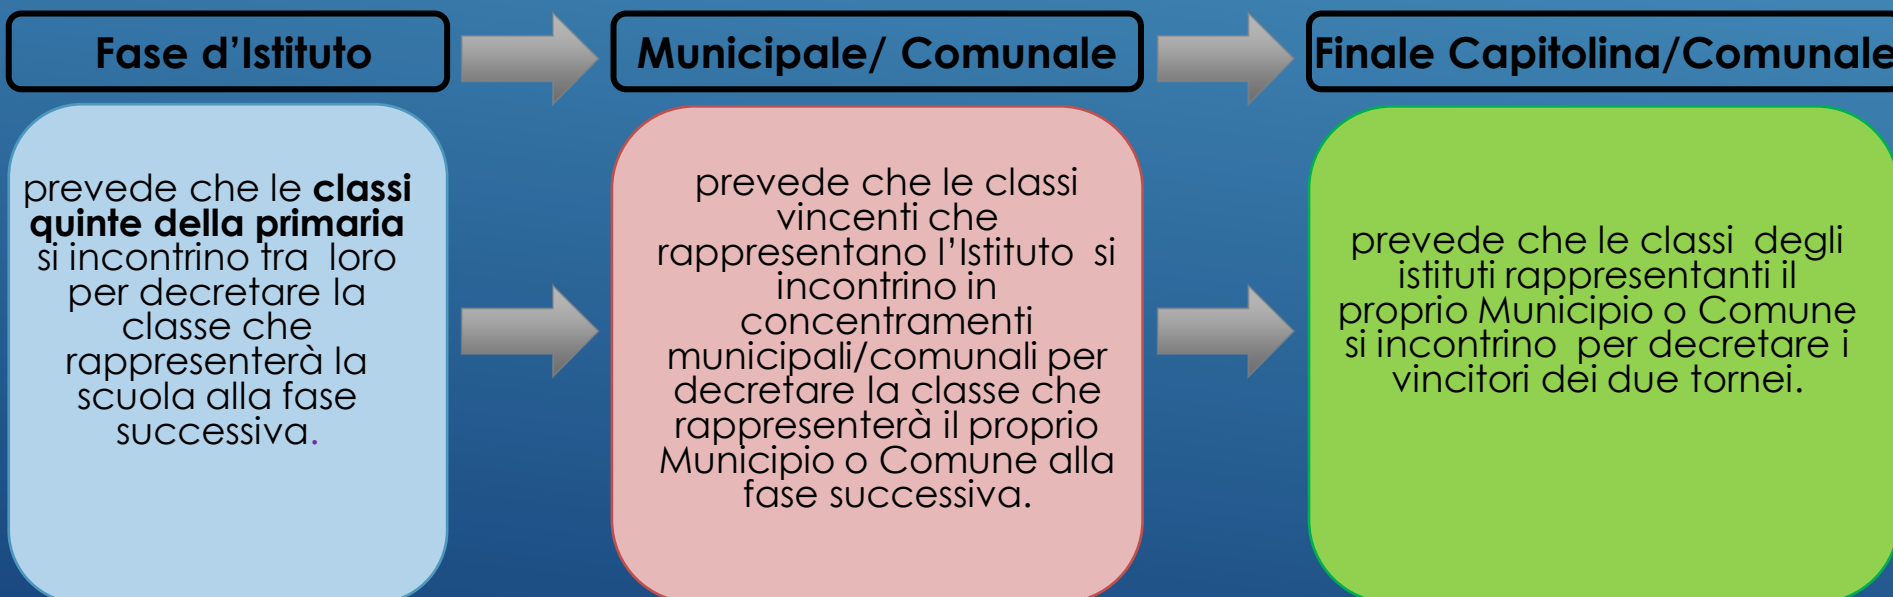 Fase d’Istituto
Municipale/ Comunale
Finale Capitolina/Comunale
prevede che le classi
quinte della primaria
si incontrino tra  loro
per decretare la
classe che
rappresenterà la
scuola alla fase
successiva.
prevede che le classi
vincenti che
rappresentano l’Istituto  si
incontrino in
concentramenti
municipali/comunali per
decretare la classe che
rappresenterà il proprio
Municipio o Comune alla
fase successiva.
prevede che le classi  degli
istituti rappresentanti il
proprio Municipio o Comune
si incontrino  per decretare i
vincitori dei due tornei.